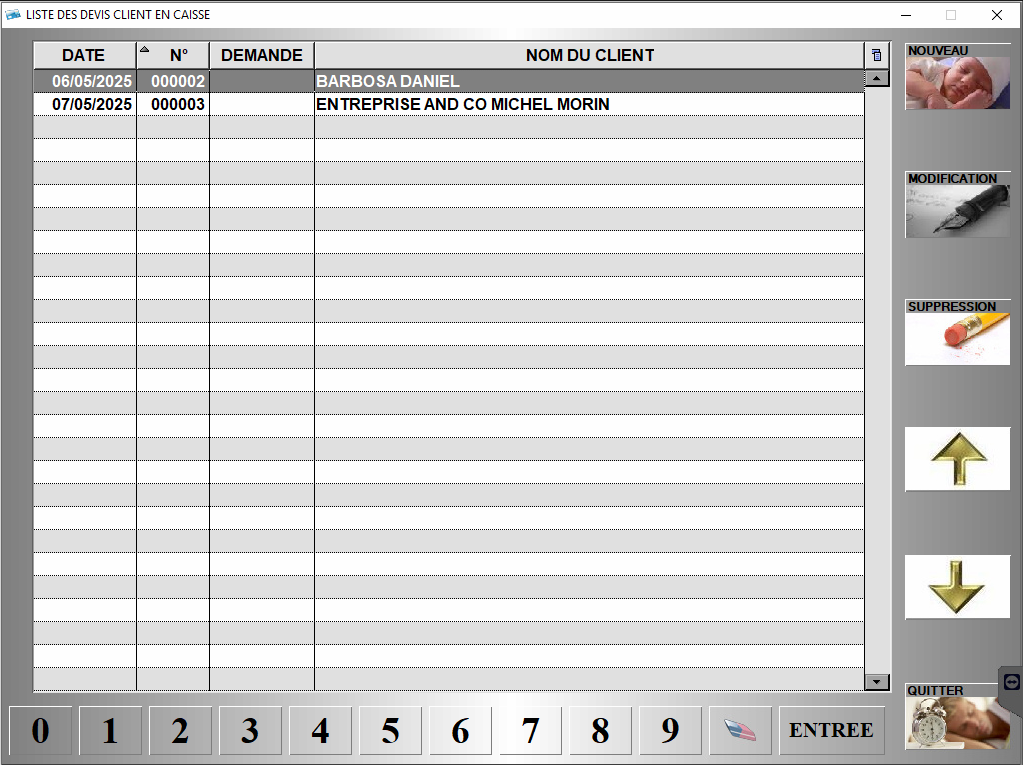 LISTE DES DEVIS CLIENT EN CAISSE
DATE N° DEMANDE NOM DU CLIENT
06/05/2025 000002 BARBOSA DANIEL
07/05/2025 000003 ENTREPRISE AND CO MICHEL MORIN
NOUVEAU
MODIFICATION
SUPPRESSION
QUITTER
0 1 2 3 4 5 6 7 8 9 ENTREE